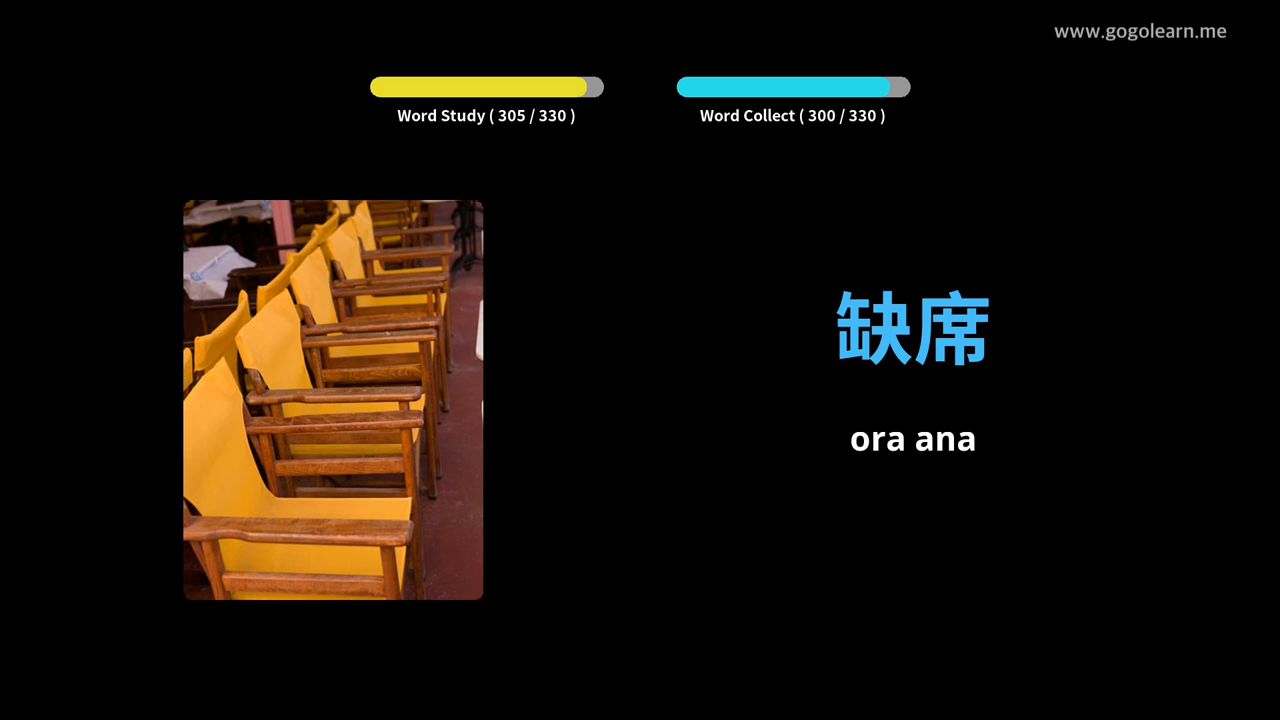 www.gogolearn.me
Word Study ( 305 / 330 )
Word Collect ( 300 / 330 )
缺席
ora ana